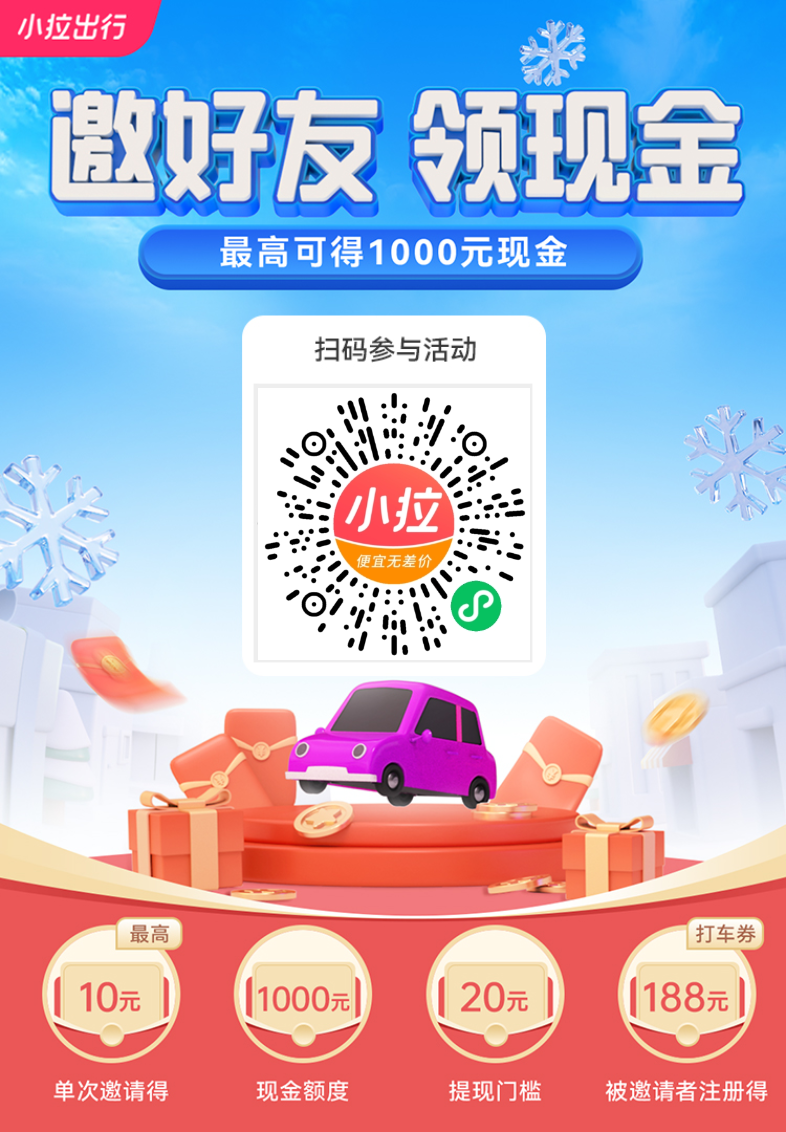 小拉出行
邀好友 领现金
最高可得1000元现金
扫码参与活动
小拉
便宜无差价
最高
打车券
10元
1000元
20元
188元
单次邀请得
现金额度
提现门槛
被邀请者注册得